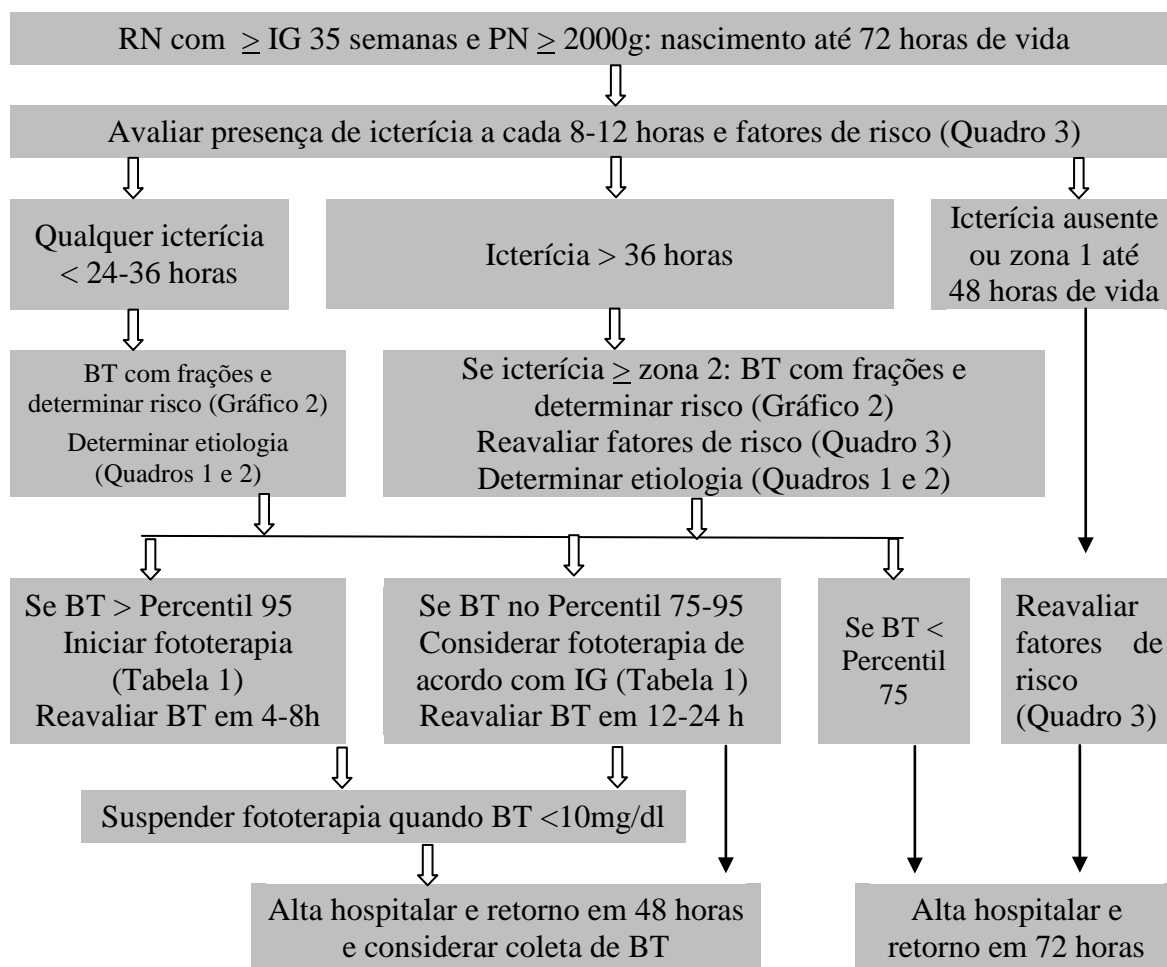 RN com ≥ IG 35 semanas e PN ≥ 2000g: nascimento até 72 horas de vida
Avaliar presença de icterícia a cada 8-12 horas e fatores de risco (Quadro 3)
Qualquer icterícia
< 24-36 horas
Icterícia > 36 horas
Icterícia ausente
ou zona 1 até
48 horas de vida
BT com frações e
determinar risco (Gráfico 2)
Determinar etiologia
(Quadros 1 e 2)
Se icterícia ≥ zona 2: BT com frações e
determinar risco (Gráfico 2)
Reavaliar fatores de risco (Quadro 3)
Determinar etiologia (Quadros 1 e 2)
Se BT > Percentil 95
Iniciar fototerapia
(Tabela 1)
Reavaliar BT em 4-8h
Se BT no Percentil 75-95
Considerar fototerapia de
acordo com IG (Tabela 1)
Reavaliar BT em 12-24 h
Se BT <
Percentil
75
Reavaliar
fatores de
risco
(Quadro 3)
Suspender fototerapia quando BT <10mg/dl
Alta hospitalar e retorno em 48 horas
e considerar coleta de BT
Alta hospitalar e
retorno em 72 horas